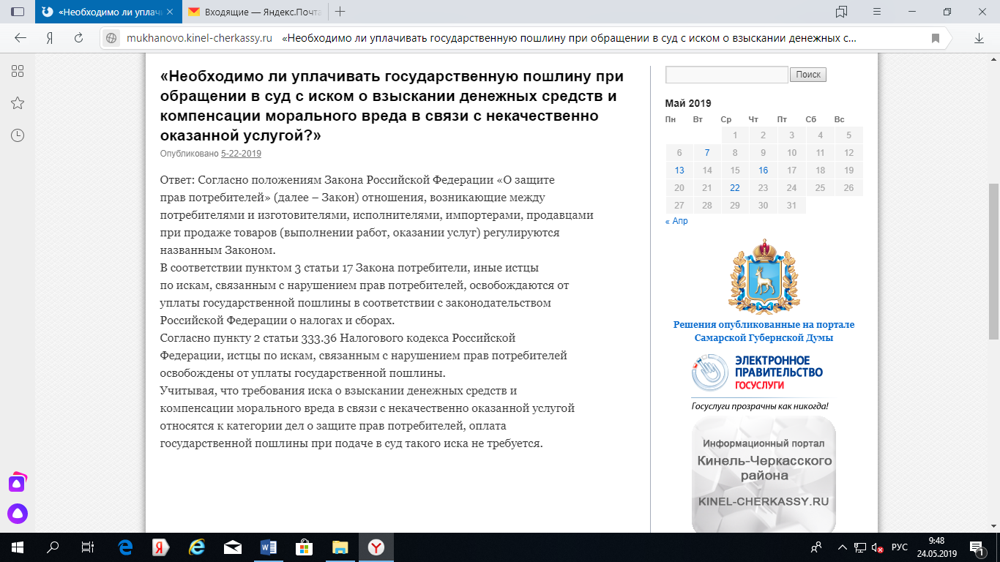 «Необходимо ли уплачи
Входящие — Яндекс.Почта
mukhanovo.kinel-cherkassy.ru
«Необходимо ли уплачивать государственную пошлину при обращении в суд с иском о взыскании денежных с...
«Необходимо ли уплачивать государственную пошлину при
обращении в суд с иском о взыскании денежных средств и
компенсации морального вреда в связи с некачественно
оказанной услугой?»
Опубликовано 5-22-2019
Ответ: Согласно положениям Закона Российской Федерации «О защите
прав потребителей» (далее – Закон) отношения, возникающие между
потребителями и изготовителями, исполнителями, импортерами, продавцами
при продаже товаров (выполнении работ, оказании услуг) регулируются
названным Законом.
В соответствии пунктом 3 статьи 17 Закона потребители, иные истцы
по искам, связанным с нарушением прав потребителей, освобождаются от
уплаты государственной пошлины в соответствии с законодательством
Российской Федерации о налогах и сборах.
Согласно пункту 2 статьи 333.36 Налогового кодекса Российской
Федерации, истцы по искам, связанным с нарушением прав потребителей
освобождены от уплаты государственной пошлины.
Учитывая, что требования иска о взыскании денежных средств и
компенсации морального вреда в связи с некачественно оказанной услугой
относятся к категории дел о защите прав потребителей, оплата
государственной пошлины при подаче в суд такого иска не требуется.
Поиск
Май 2019
Пн Вт Ср Чт Пт Сб Вс
1 2 3 4 5
6 7 8 9 10 11 12
13 14 15 16 17 18 19
20 21 22 23 24 25 26
27 28 29 30 31
« Апр
Решения опубликованные на портале
Самарской Губернской Думы
ЭЛЕКТРОННОЕ
ПРАВИТЕЛЬСТВО
ГОСУСЛУГИ
Госуслуги прозрачны как никогда!
Информационный портал
Кинель-Черкасского
района
KINEL-CHERKASSY.RU
РУС
9:48
24.05.2019
1